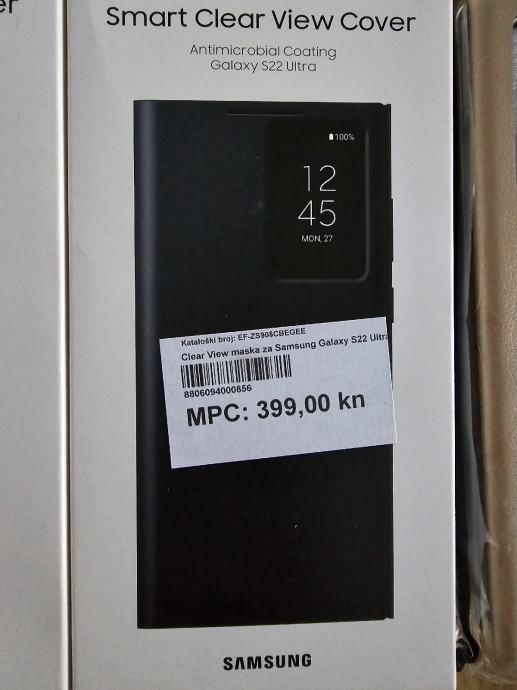 er
Smart Clear View Cover
Antimicrobial Coating
Galaxy S22 Ultra
100%
12
45
MON, 27
Kataloški broj: EF-ZS908CBEGEE
Clear View maska za Samsung Galaxy S22 Ultra
8806094000856
MPC: 399,00 kn
SAMSUNG